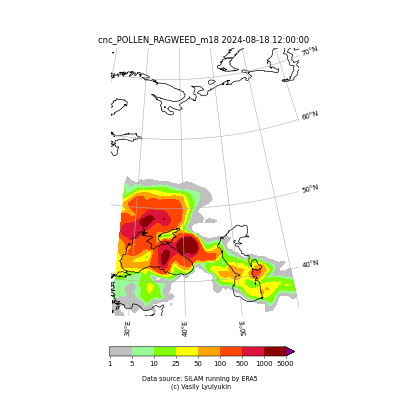 cnc_POLLEN_RAGWEED_m18 2024-08-18 12:00:00
70°N
60°N
50°N
40°N
30°E
40°E
50°E
1 5 10 25 50 100 500 1000 5000
Data source: SILAM running by ERA5
(c) Vasily Lyulyukin